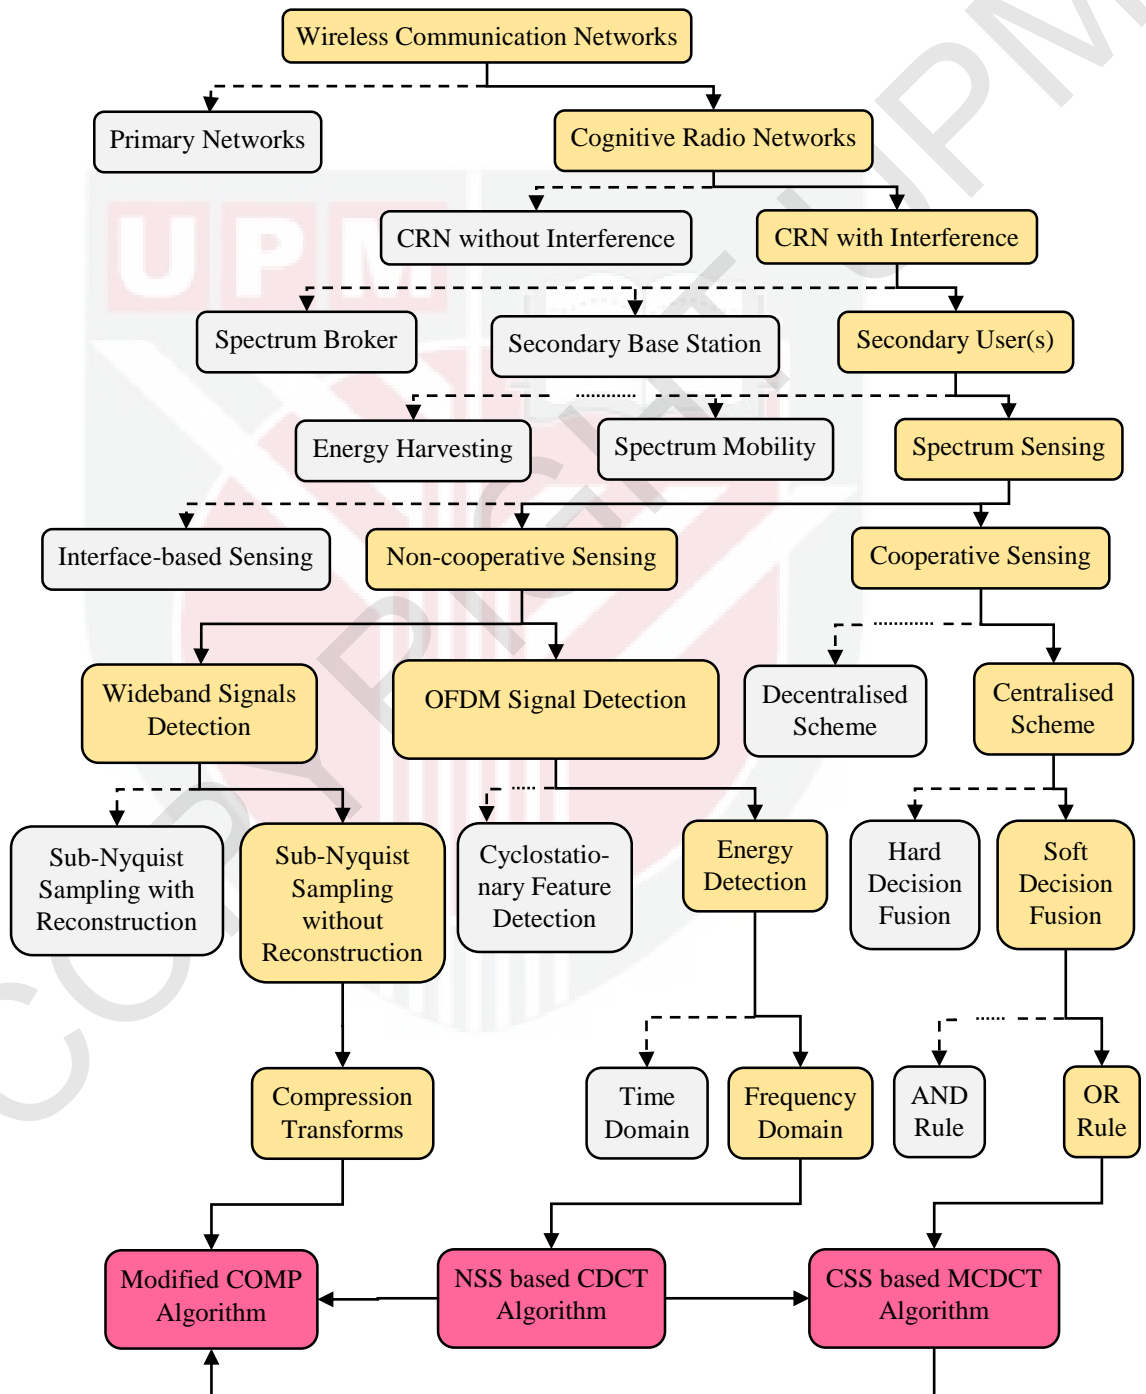 Wireless Communication Networks
Primary Networks
Cognitive Radio Networks
UPM
CRN without Interference
CRN with Interference
Spectrum Broker
Secondary Base Station
Secondary User(s)
Energy Harvesting
Spectrum Mobility
Spectrum Sensing
Interface-based Sensing
Non-cooperative Sensing
Cooperative Sensing
Wideband Signals
Detection
OFDM Signal Detection
Decentralised
Scheme
Centralised
Scheme
Sub-Nyquist
Sampling with
Reconstruction
Sub-Nyquist
Sampling
without
Reconstruction
Cyclostatio-
nary Feature
Detection
Energy
Detection
Hard
Decision
Fusion
Soft
Decision
Fusion
Compression
Transforms
Time
Domain
Frequency
Domain
AND
Rule
OR
Rule
Modified COMP
Algorithm
NSS based CDCT
Algorithm
CSS based MCDCT
Algorithm
COPYRIGHT UPM